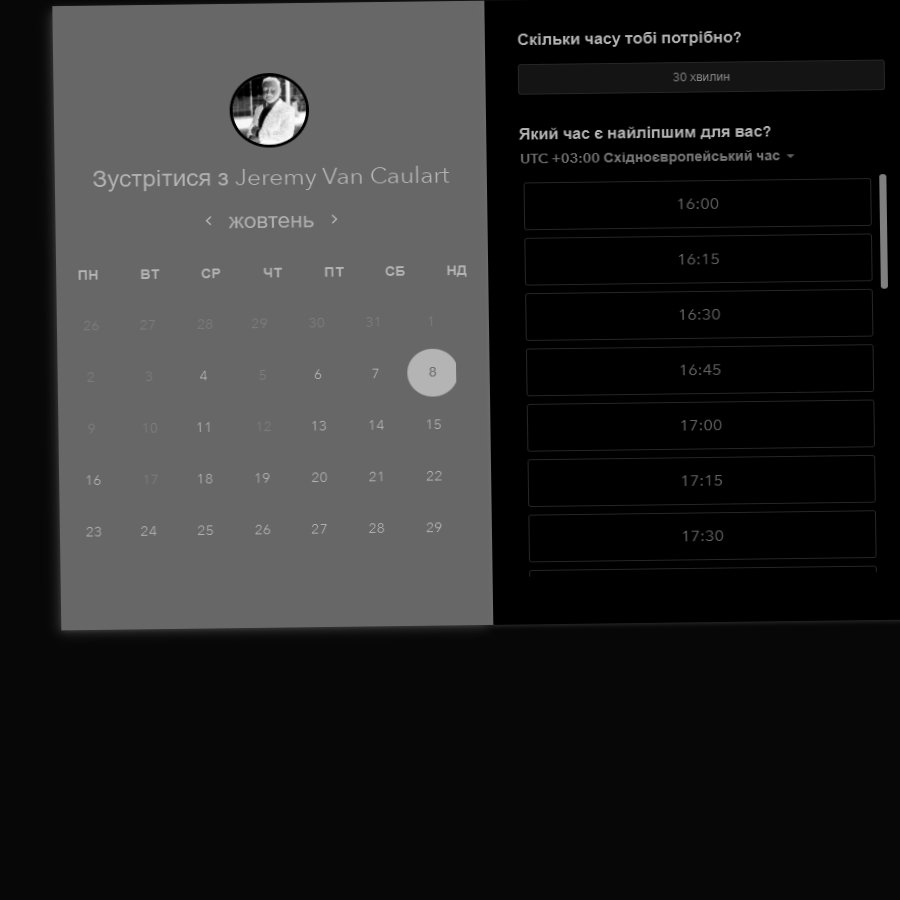 Зустрітися з Jeremy Van Caulart
жовтень
ПН ВТ СР ЧТ ПТ СБ НД
26 27 28 29 30 31 1
2 3 4 5 6 7 8
9 10 11 12 13 14 15
16 17 18 19 20 21 22
23 24 25 26 27 28 29
Скільки часу тобі потрібно?
30 хвилин
Який час є найліпшим для вас?
UTC +03:00 Східноєвропейський час
16:00
16:15
16:30
16:45
17:00
17:15
17:30